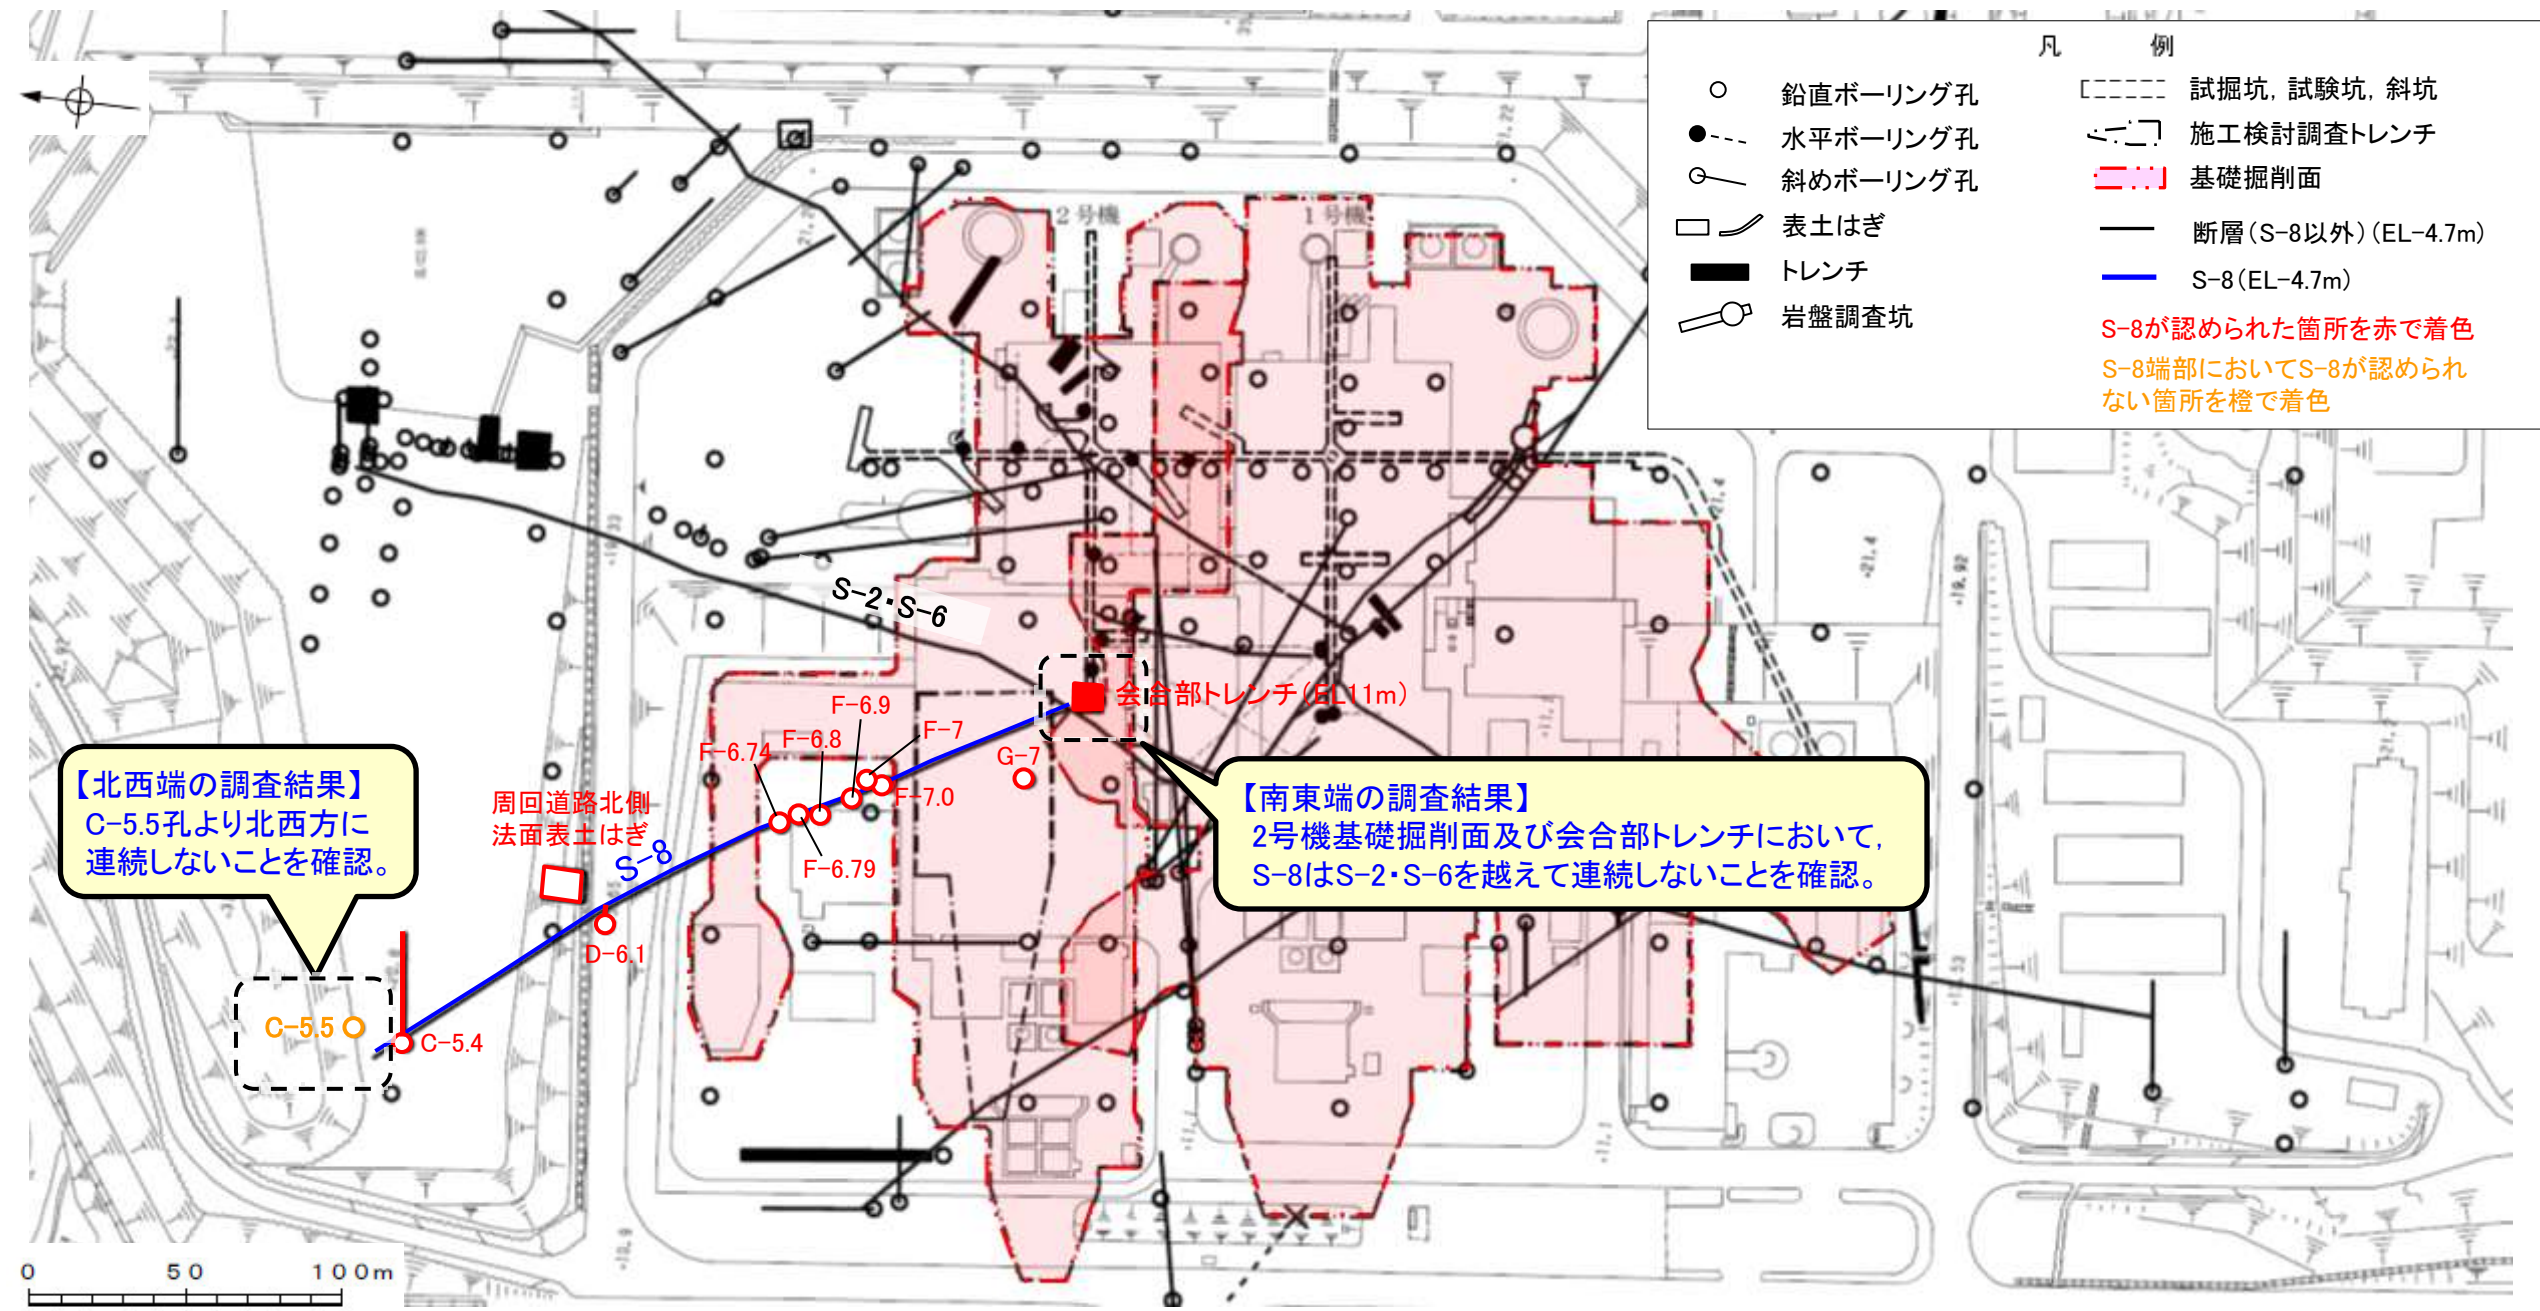 凡 例
鉛直ボーリング孔
水平ボーリング孔
斜めボーリング孔
表土はぎ
トレンチ
岩盤調査坑
試掘坑, 試験坑, 斜坑
施工検討調査トレンチ
基礎掘削面
断層(S-8以外)(EL-4.7m)
S-8(EL-4.7m)
S-8が認められた箇所を赤で着色
S-8端部においてS-8が認められ
ない箇所を橙で着色
2号機
1号機
21.22
21.4
+21.4
+19.92
S-2・S-6
会合部トレンチ(EL11m)
F-6.9
F-7
F-6.8
F-6.74
G-7
F-7.0
F-6.79
周回道路北側
法面表土はぎ
S-8
D-6.1
C-5.5
C-5.4
【北西端の調査結果】
C-5.5孔より北西方に
連続しないことを確認。
【南東端の調査結果】
2号機基礎掘削面及び会合部トレンチにおいて,
S-8はS-2・S-6を越えて連続しないことを確認。
0 50 100m